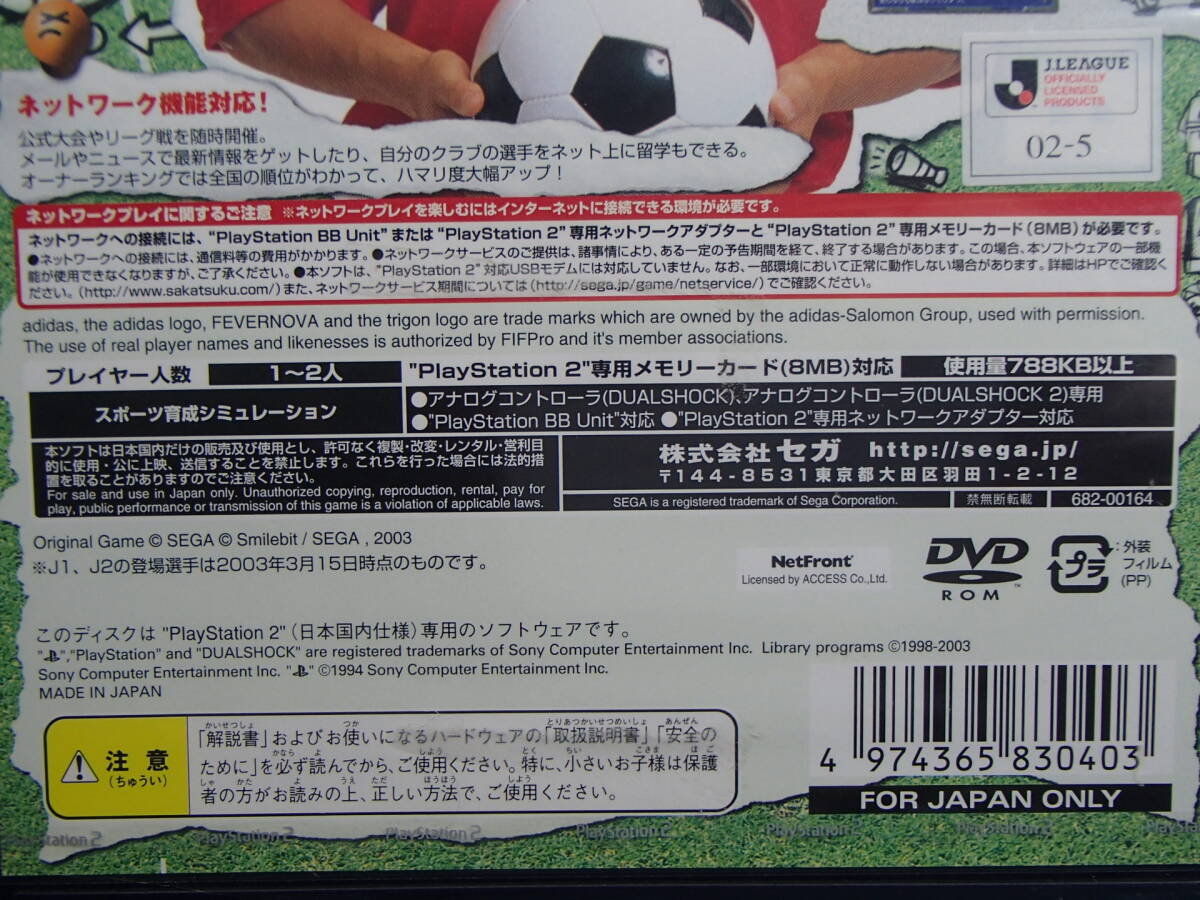 J.LEAGUE
OFFICIALLY
LICENSED
PRODUCTS
02-5
ネットワーク機能対応!
公式大会やリーグ戦を随時開催。
メールやニュースで最新情報をゲットしたり、自分のクラブの選手をネット上に留学もできる。
オーナーランキングでは全国の順位がわかって、ハマリ度大幅アップ!
ネットワークプレイに関するご注意 ※ネットワークプレイを楽しむにはインターネットに接続できる環境が必要です。
ネットワークへの接続には、"PlayStation BB Unit"または"PlayStation 2"専用ネットワークアダプターと"PlayStation 2"専用メモリーカード(8MB)が必要です。
●ネットワークへの接続には、通信料等の費用がかかります。●ネットワークサービスのご提供は、諸事情により、ある一定の予告期間を経て、終了する場合があります。この場合、本ソフトウェアの一部機
能が使用できなくなりますが、ご了承ください。●本ソフトは、"PlayStation 2"対応USBモデムには対応していません。なお、一部環境において正常に動作しない場合があります。詳細はHPでご確認く
ださい。(http://www.sakatsuku.com/)また、ネットワークサービス期間については(http://sega.jp/game/netservice/)でご確認ください。
adidas, the adidas logo, FEVERNOVA and the trigon logo are trade marks which are owned by the adidas-Salomon Group, used with permission.
The use of real player names and likenesses is authorized by FIFPro and it's member associations.
プレイヤー人数 1〜2人 "PlayStation 2"専用メモリーカード(8MB)対応 使用量788KB以上
スポーツ育成シミュレーション
●アナログコントローラ(DUALSHOCK)、アナログコントローラ(DUALSHOCK 2)専用
●"PlayStation BB Unit"対応 ●"PlayStation 2"専用ネットワークアダプター対応
本ソフトは日本国内だけの販売及び使用とし、許可なく複製・改変・レンタル・営利目
的に使用・公に上映、送信することを禁止します。これらを行った場合には法的措
置を取ることがありますのでご注意ください。
For sale and use in Japan only. Unauthorized copying, reproduction, rental, pay for
play, public performance or transmission of this game is a violation of applicable laws.
株式会社セガ http://sega.jp/
〒144-8531東京都大田区羽田1-2-12
SEGA is a registered trademark of Sega Corporation. 禁無断転載 682-00164
Original Game © SEGA © Smilebit / SEGA , 2003
※J1、J2の登場選手は2003年3月15日時点のものです。
NetFront
Licensed by ACCESS Co.,Ltd.
DVD
ROM
プラ
:外装
フィルム
(PP)
このディスクは "PlayStation 2"(日本国内仕様)専用のソフトウェアです。
" ","PlayStation" and "DUALSHOCK" are registered trademarks of Sony Computer Entertainment Inc. Library programs ©1998-2003
Sony Computer Entertainment Inc. " " ©1994 Sony Computer Entertainment Inc.
MADE IN JAPAN
注意
(ちゅうい)
「解説書」およびお使いになるハードウェアの「取扱説明書」「安全の
ために」を必ず読んでから、ご使用ください。特に、小さいお子様は保護
者の方がお読みの上、正しい方法で、ご使用ください。
4 974365 830403
FOR JAPAN ONLY
PlayStation 2 PlayStation 2 PlayStation 2 PlayStation 2 PlayStation 2 PlayStation 2